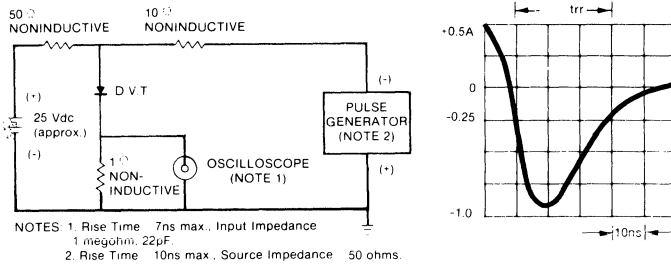 50 Ω
NONINDUCTIVE
10 Ω
NONINDUCTIVE
(+)
25 Vdc
(approx.)
(-)
D.V.T
1 Ω
NON-
INDUCTIVE
OSCILLOSCOPE
(NOTE 1)
(-)
PULSE
GENERATOR
(NOTE 2)
(+)
NOTES: 1. Rise Time 7ns max., Input Impedance
1 megohm, 22pF.
2. Rise Time 10ns max., Source Impedance 50 ohms.
trr
+0.5A
0
-0.25
-1.0
10ns